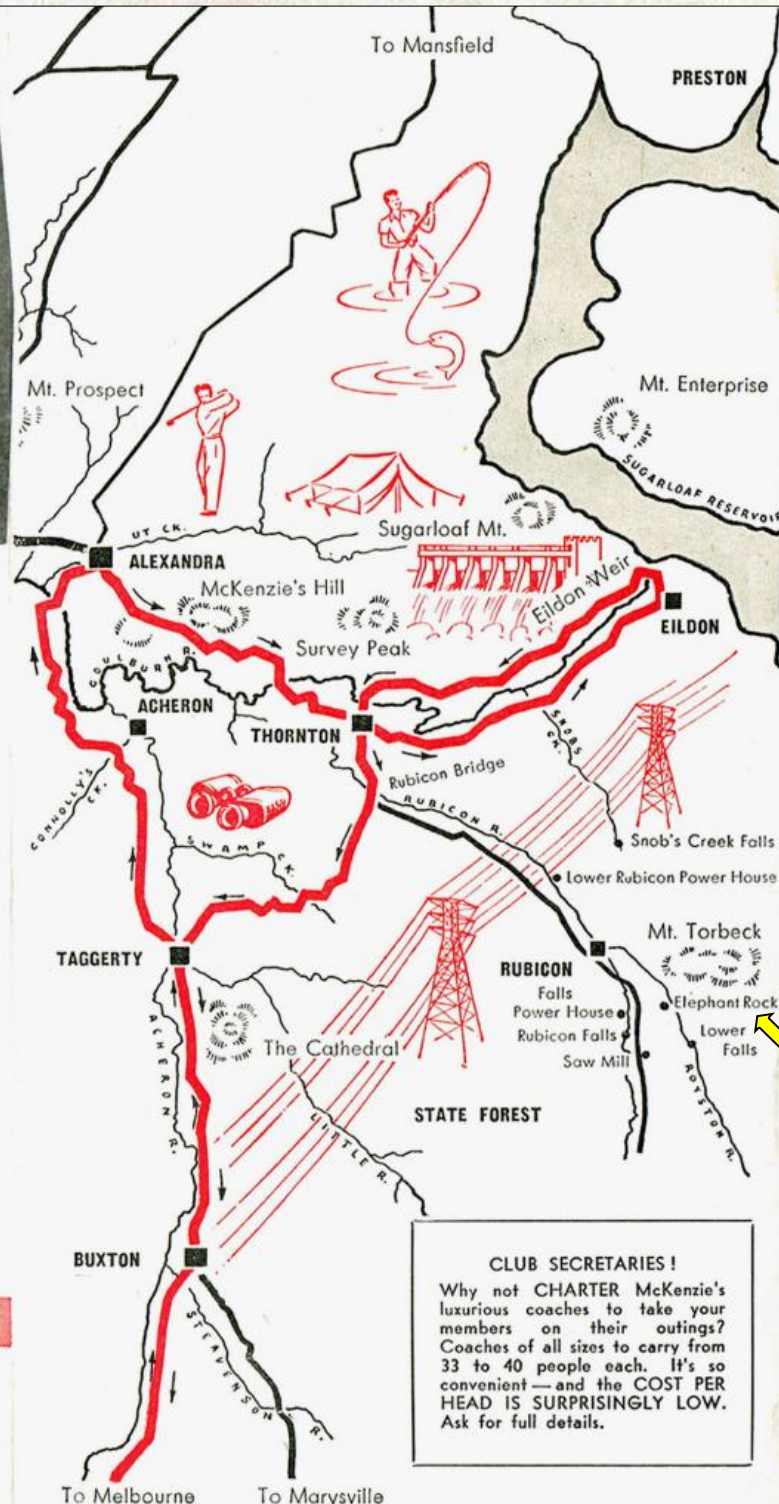 To Mansfield
PRESTON
Mt. Prospect
Mt. Enterprise
SUGARLOAF RESERVOIR
UT CK.
Sugarloaf Mt.
ALEXANDRA
McKenzie's Hill
Eildon Weir
EILDON
Survey Peak
GOULBURN R.
ACHERON
THORNTON
SNOBS CK.
Rubicon Bridge
CONNOLLY'S CK.
RUBICON R.
SWAMP CK.
Snob's Creek Falls
Lower Rubicon Power House
Mt. Torbeck
TAGGERTY
RUBICON
Falls
Power House
Elephant Rock
Rubicon Falls
Lower
Falls
The Cathedral
Saw Mill
ACHERON R.
ROYSTON R.
LITTLE R.
STATE FOREST
BUXTON
STEAVENSON R.
CLUB SECRETARIES!
Why not CHARTER McKenzie's
luxurious coaches to take your
members on their outings?
Coaches of all sizes to carry from
33 to 40 people each. It's so
convenient—and the COST PER
HEAD IS SURPRISINGLY LOW.
Ask for full details.
To Melbourne
To Marysville